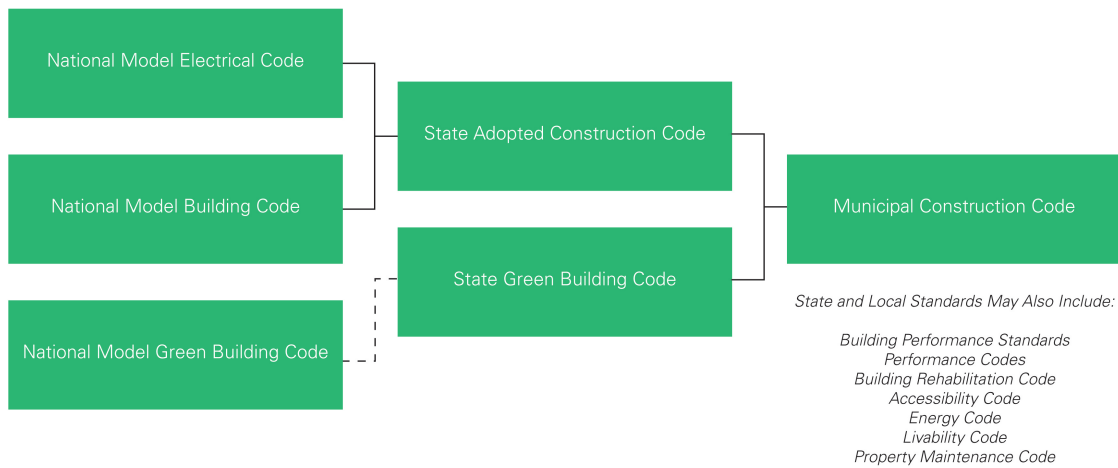 National Model Electrical Code
National Model Building Code
National Model Green Building Code
State Adopted Construction Code
State Green Building Code
Municipal Construction Code
State and Local Standards May Also Include:
Building Performance Standards
Performance Codes
Building Rehabilitation Code
Accessibility Code
Energy Code
Livability Code
Property Maintenance Code